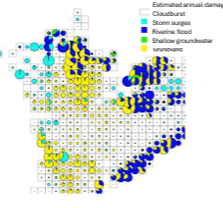 Estimated annual damag
Cloudburst
Storm surges
Riverine flood
Shallow groundwater